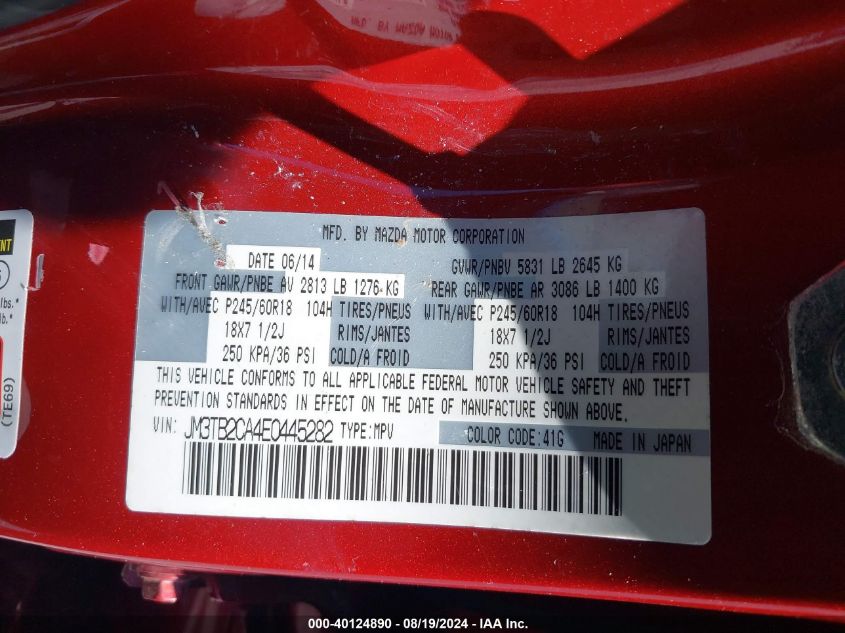 MFD. BY MAZDA MOTOR CORPORATION
DATE 06/14
GVWR/PNBV 5831 LB 2645 KG
FRONT GAWR/PNBE AV 2813 LB 1276 KG
REAR GAWR/PNBE AR 3086 LB 1400 KG
WITH/AVEC P245/60R18 104H TIRES/PNEUS
WITH/AVEC P245/60R18 104H TIRES/PNEUS
18X7 1/2J RIMS/JANTES
18X7 1/2J RIMS/JANTES
250 KPA/36 PSI COLD/A FROID
250 KPA/36 PSI COLD/A FROID
THIS VEHICLE CONFORMS TO ALL APPLICABLE FEDERAL MOTOR VEHICLE SAFETY AND THEFT
PREVENTION STANDARDS IN EFFECT ON THE DATE OF MANUFACTURE SHOWN ABOVE.
VIN: JM3TB2CA4E0445282 TYPE:MPV COLOR CODE:41G MADE IN JAPAN
lbs.*
lb.*
(TE69)
000-40124890 - 08/19/2024 - IAA Inc.